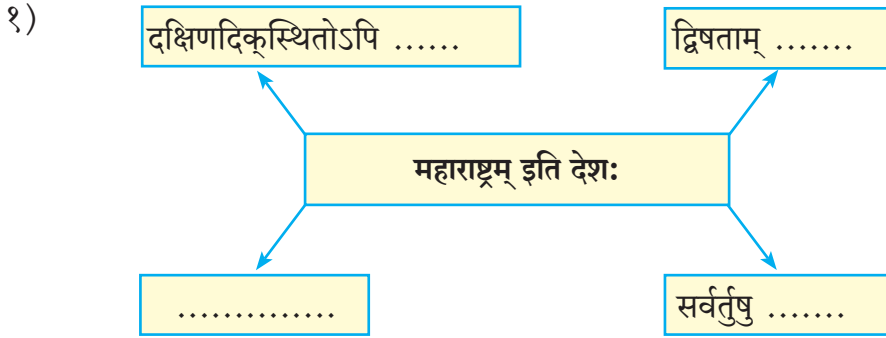 १)
दक्षिणदिक्स्थितोऽपि ......
द्विषताम् .......
महाराष्ट्रम् इति देशः
..............
सर्वर्तुषु .......